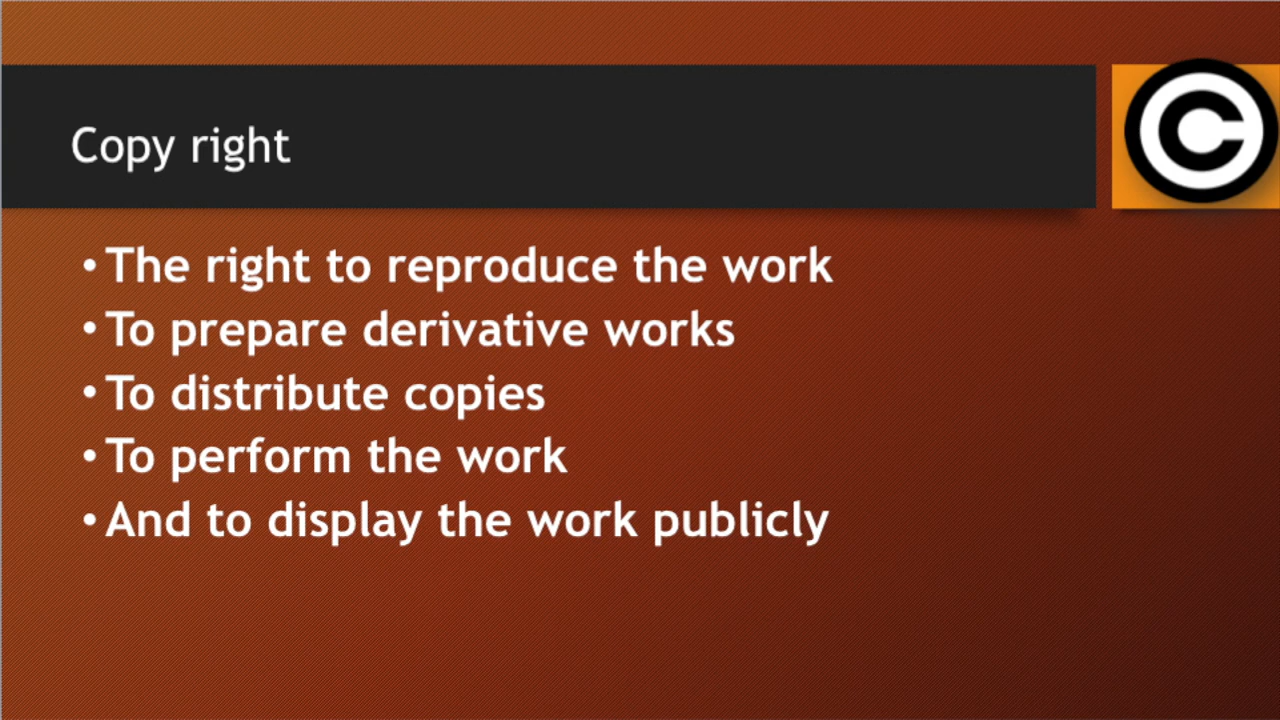 Copy right
• The right to reproduce the work
• To prepare derivative works
• To distribute copies
• To perform the work
• And to display the work publicly